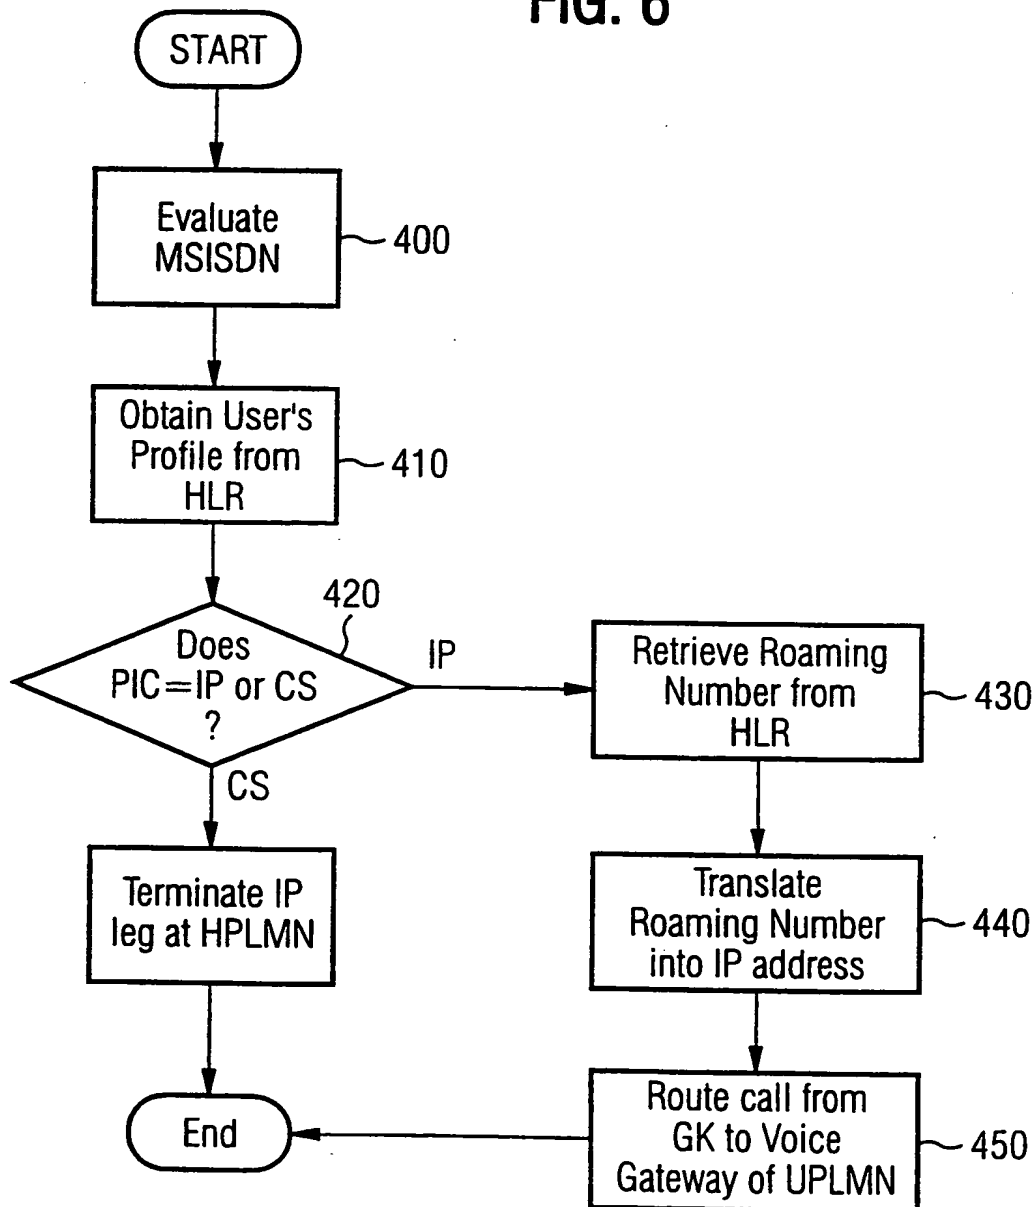 FIG. 6
START
Evaluate
MSISDN
400
Obtain User's
Profile from
HLR
410
420
Does
PIC=IP or CS
?
IP
CS
Retrieve Roaming
Number from
HLR
430
Terminate IP
leg at HPLMN
Translate
Roaming Number
into IP address
440
End
Route call from
GK to Voice
Gateway of UPLMN
450